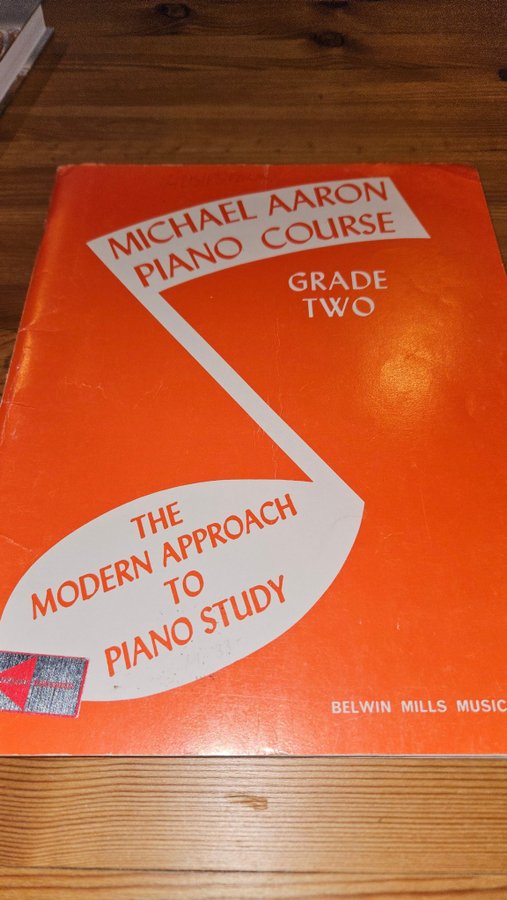 MICHAEL AARON
PIANO COURSE
GRADE
TWO
THE
MODERN APPROACH
TO
PIANO STUDY
BELWIN MILLS MUSIC